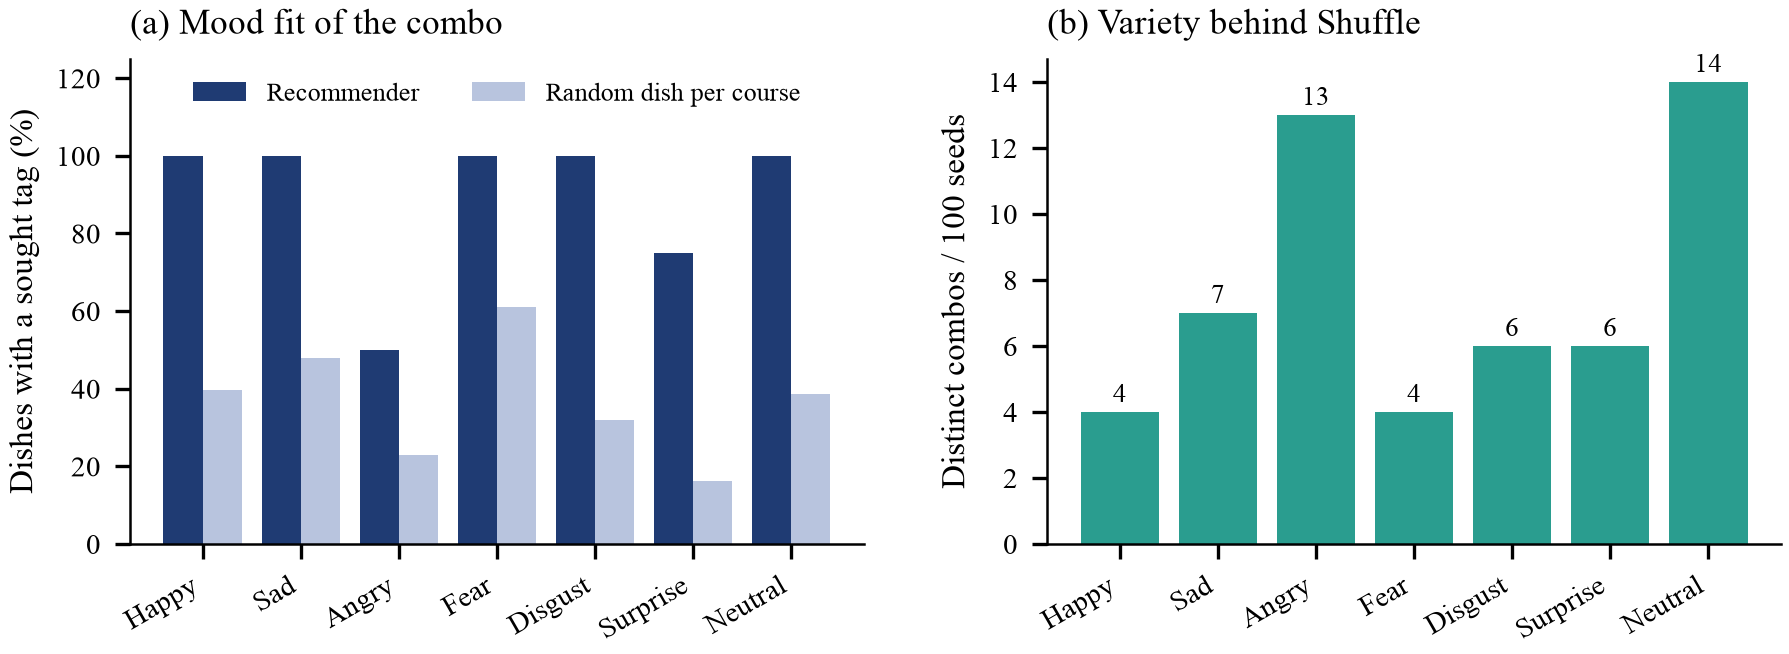 (a) Mood fit of the combo
Dishes with a sought tag (%)
120
100
80
60
40
20
0
Recommender
Random dish per course
Happy
Sad
Angry
Fear
Disgust
Surprise
Neutral
(b) Variety behind Shuffle
Distinct combos / 100 seeds
14
12
10
8
6
4
2
0
4
7
13
4
6
6
14
Happy
Sad
Angry
Fear
Disgust
Surprise
Neutral